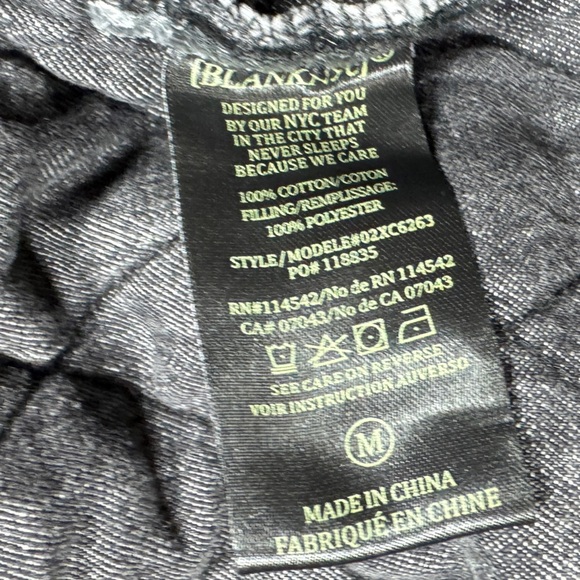 [BLANKNYC]®
DESIGNED FOR YOU
BY OUR NYC TEAM
IN THE CITY THAT
NEVER SLEEPS
BECAUSE WE CARE
100% COTTON/COTON
FILLING/REMPLISSAGE:
100% POLYESTER
STYLE/MODELE#02XC6263
PO# 118835
RN#114542/No de RN 114542
CA# 07043/No de CA 07043
SEE CARE ON REVERSE
VOIR INSTRUCTION AUVERSO
M
MADE IN CHINA
FABRIQUÉ EN CHINE